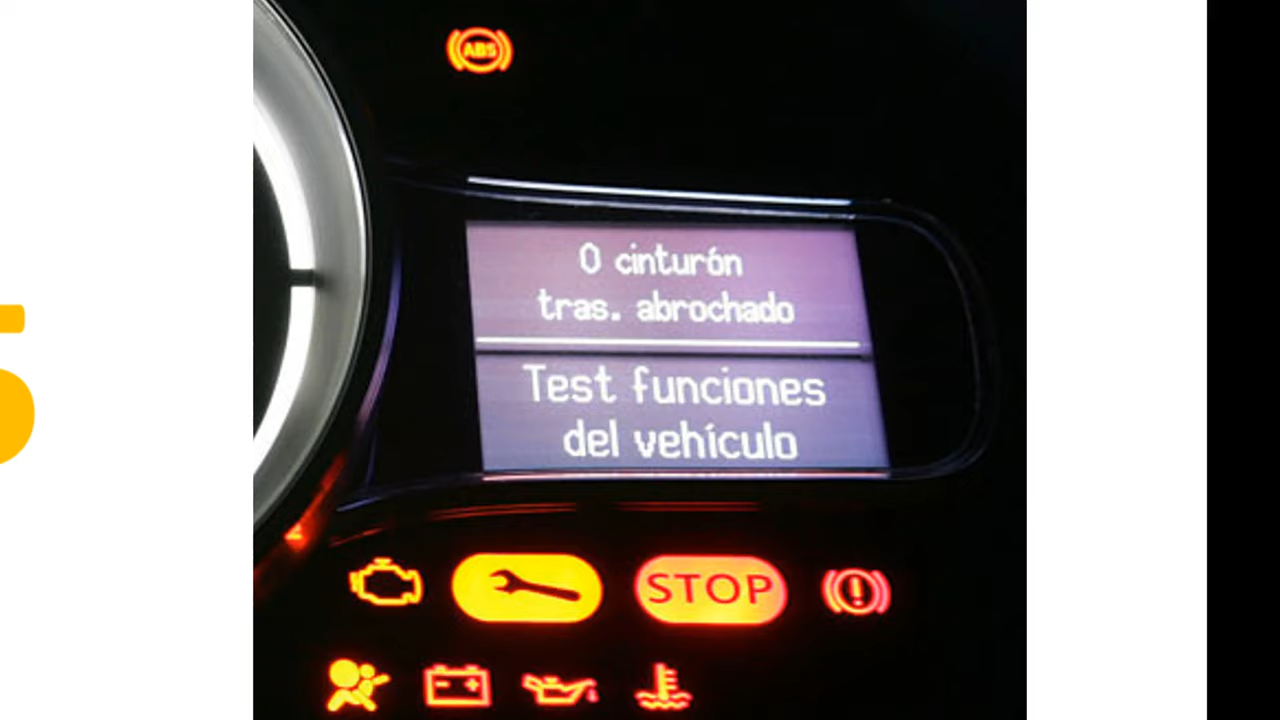 ABS
0 cinturón
tras. abrochado
Test funciones
del vehículo
STOP